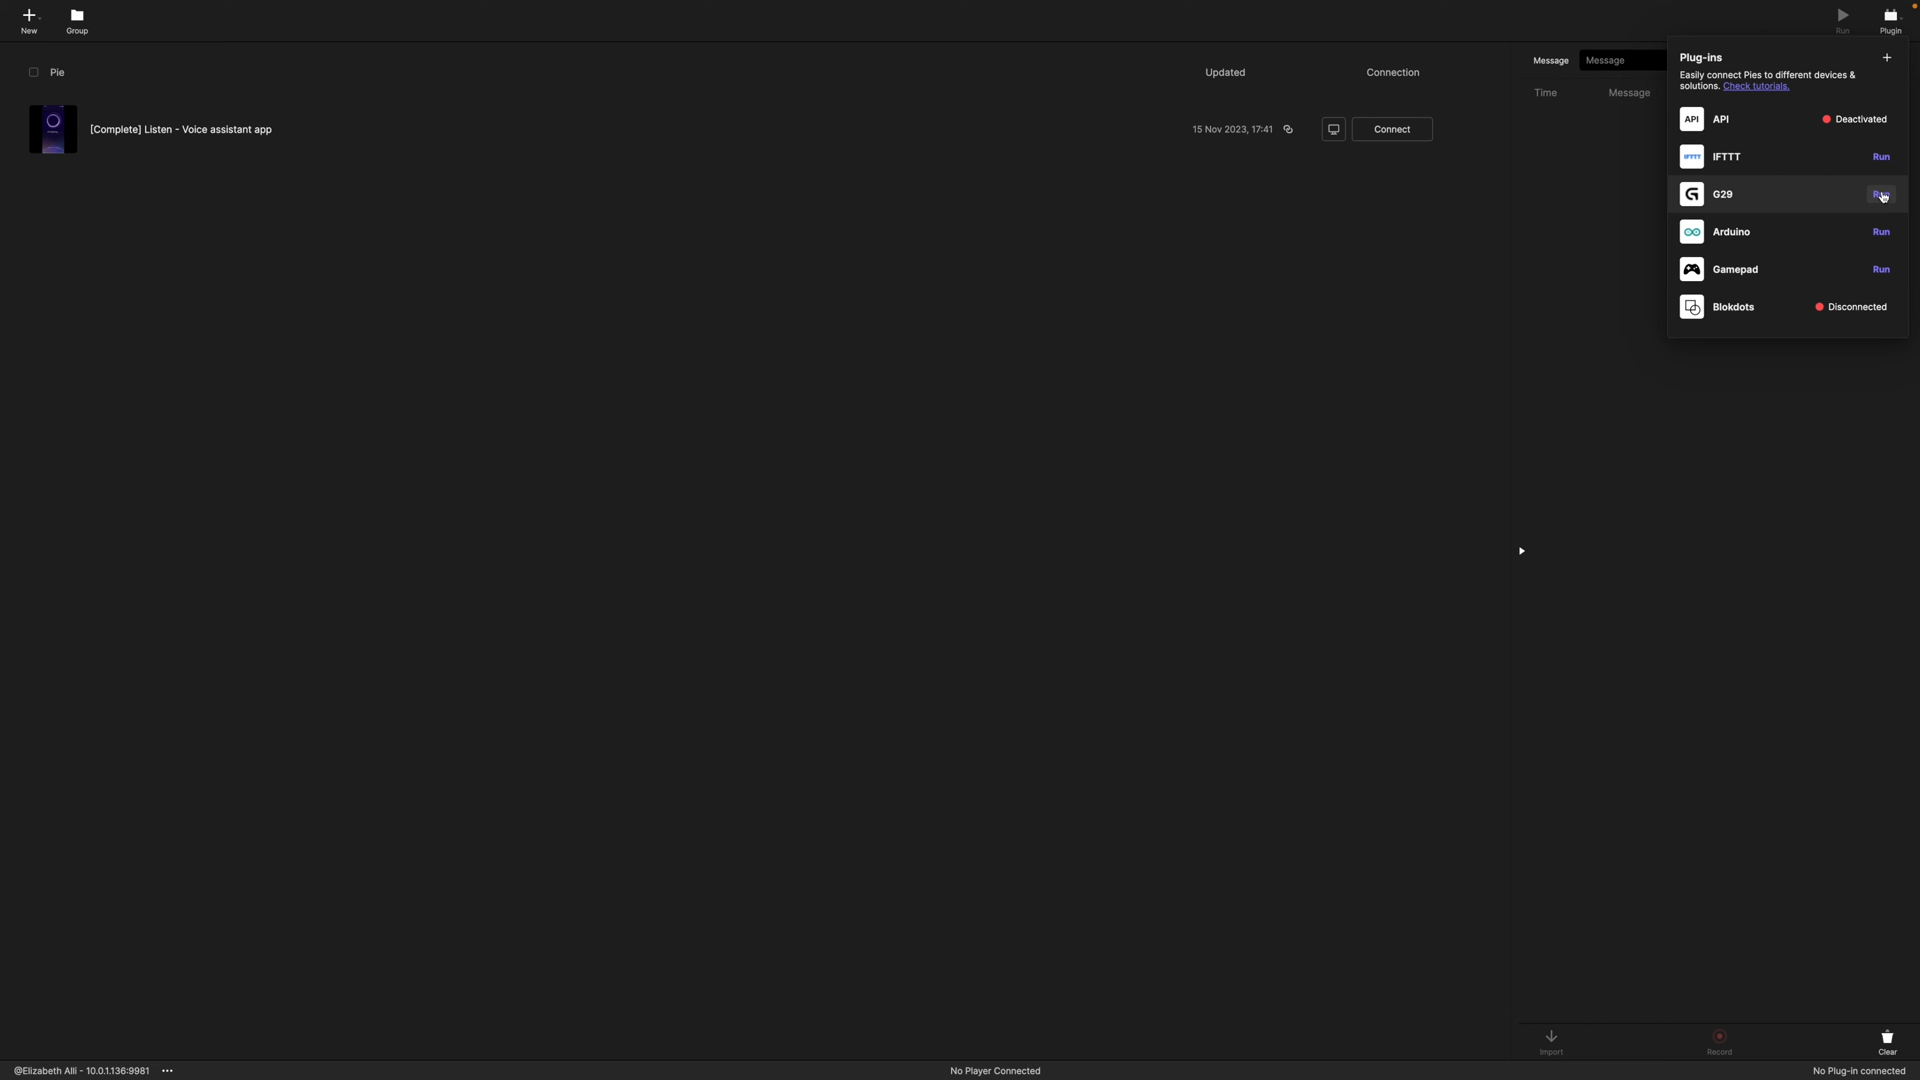 New
Group
Run
Plugin
Pie
Updated
Connection
[Complete] Listen - Voice assistant app
15 Nov 2023, 17:41
Connect
Message
Message
Time
Message
Plug-ins
Easily connect Pies to different devices &
solutions. Check tutorials.
API
API
Deactivated
IFTTT
IFTTT
Run
G29
Run
Arduino
Run
Gamepad
Run
Blokdots
Disconnected
Import
Record
Clear
@Elizabeth Alli - 10.0.1.136:9981
No Player Connected
No Plug-in connected